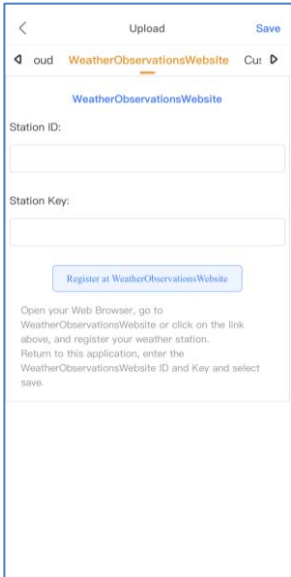 Upload Save
oud WeatherObservationsWebsite Cus
WeatherObservationsWebsite
Station ID:
Station Key:
Register at WeatherObservationsWebsite
Open your Web Browser, go to
WeatherObservationsWebsite or click on the link
above, and register your weather station.
Return to this application, enter the
WeatherObservationsWebsite ID and Key and select
save.